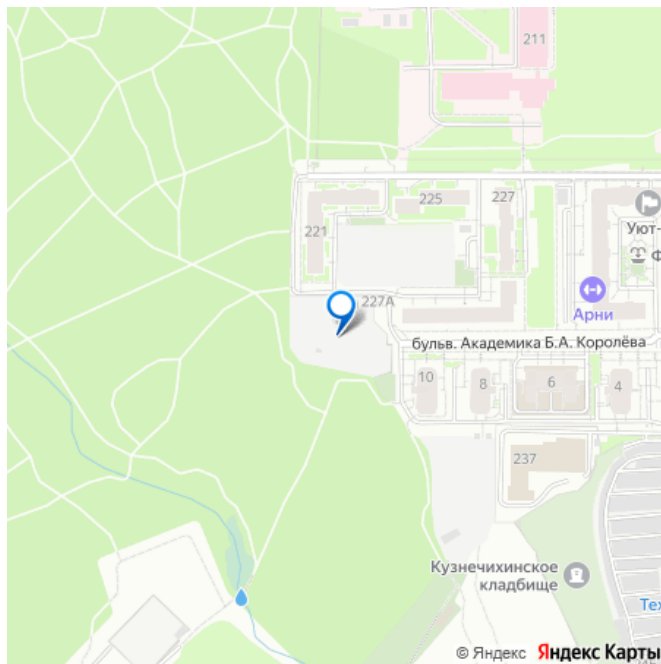 211
225
227
221
Уют-
Ф
227А
Арни
бульв. Академика Б.А. Королёва
10
8
6
4
237
Кузнечихинское
кладбище
Тех
© Яндекс Яндекс Карты